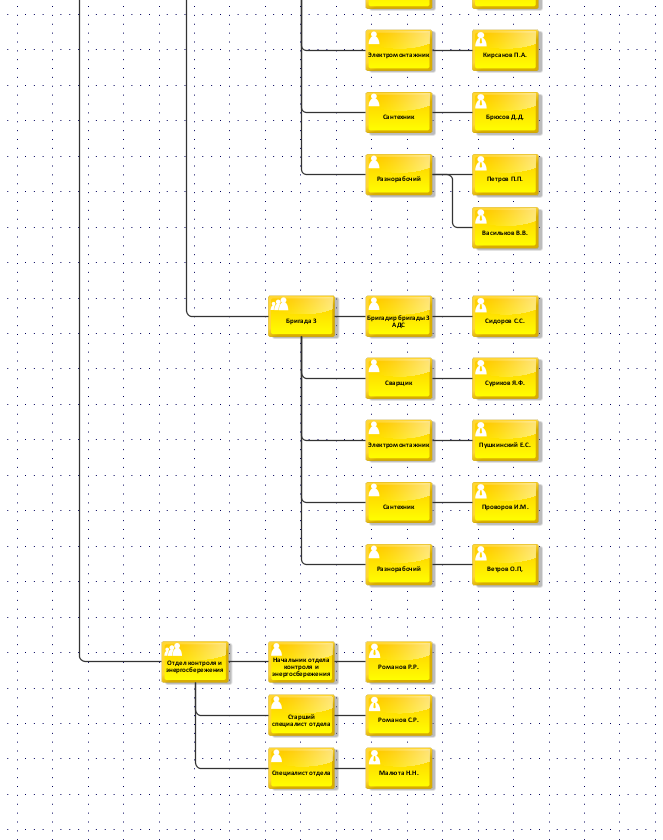 Электромонтажник
Кирсанов П.А.
Сантехник
Брюсов Д.Д.
Разнорабочий
Петров П.П.
Васильков В.В.
Бригада 3
Бригадир бригады 3
АДС
Сидоров С.С.
Сварщик
Суриков Я.Ф.
Электромонтажник
Пушкинский Е.С.
Сантехник
Проворов И.М.
Разнорабочий
Ветров О.П.
Отдел контроля и
энергосбережения
Начальник отдела
контроля и
энергосбережения
Романов Р.Р.
Старший
специалист отдела
Романов С.Р.
Специалист отдела
Малюта Н.Н.